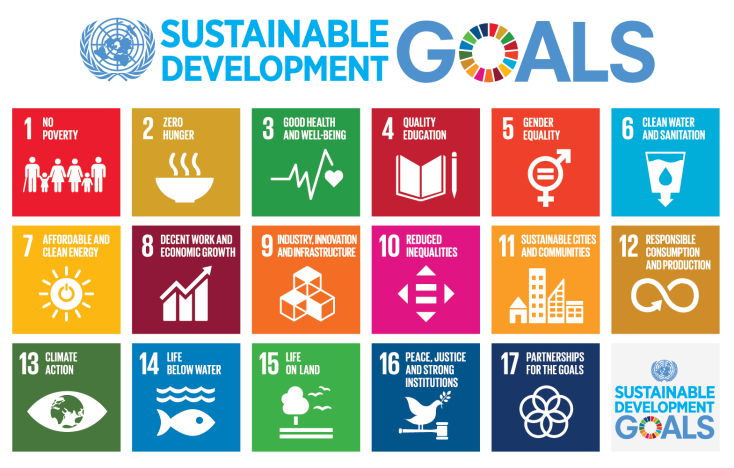 SUSTAINABLE
DEVELOPMENT
GOALS
1 NO
POVERTY
2 ZERO
HUNGER
3 GOOD HEALTH
AND WELL-BEING
4 QUALITY
EDUCATION
5 GENDER
EQUALITY
6 CLEAN WATER
AND SANITATION
7 AFFORDABLE AND
CLEAN ENERGY
8 DECENT WORK AND
ECONOMIC GROWTH
9 INDUSTRY, INNOVATION
AND INFRASTRUCTURE
10 REDUCED
INEQUALITIES
11 SUSTAINABLE CITIES
AND COMMUNITIES
12 RESPONSIBLE
CONSUMPTION
AND PRODUCTION
13 CLIMATE
ACTION
14 LIFE
BELOW WATER
15 LIFE
ON LAND
16 PEACE, JUSTICE
AND STRONG
INSTITUTIONS
17 PARTNERSHIPS
FOR THE GOALS
SUSTAINABLE
DEVELOPMENT
GOALS